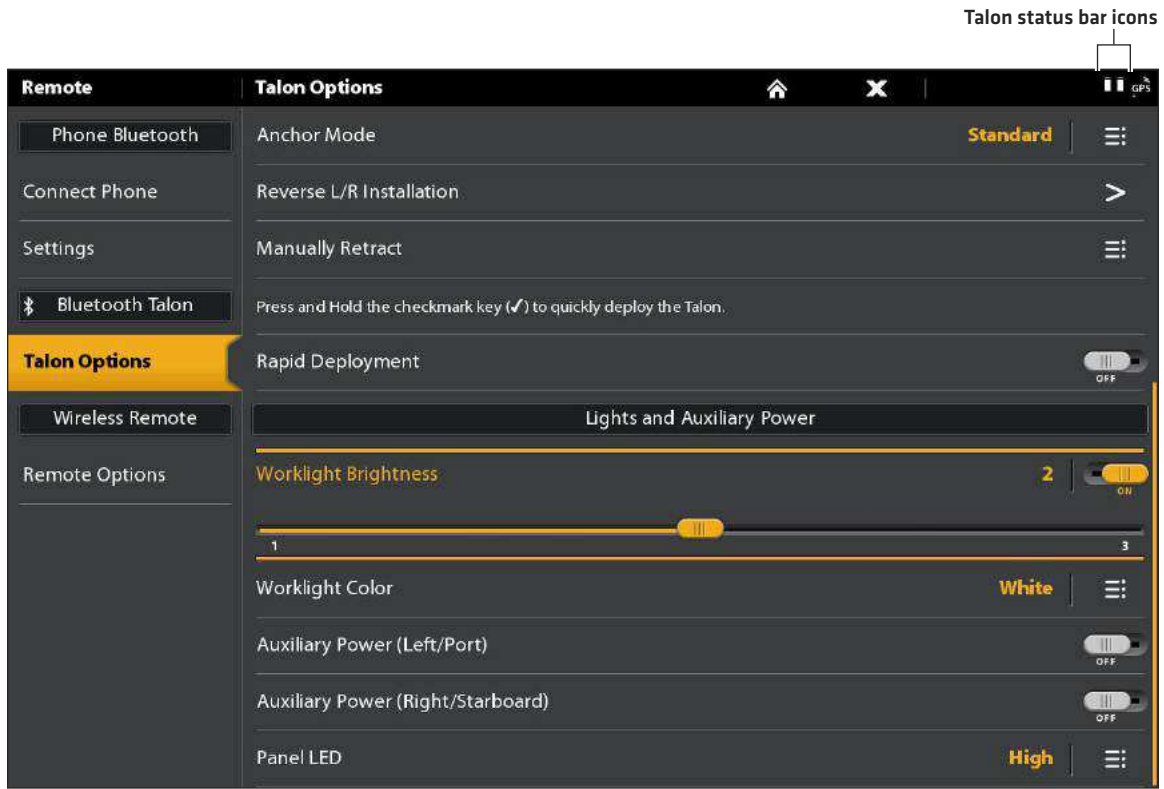 Talon status bar icons
Remote
Talon Options
GPS
Phone Bluetooth
Connect Phone
Settings
Bluetooth Talon
Talon Options
Wireless Remote
Remote Options
Anchor Mode
Standard
Reverse L/R Installation
Manually Retract
Press and Hold the checkmark key (✓) to quickly deploy the Talon.
Rapid Deployment
OFF
Lights and Auxiliary Power
Worklight Brightness
2
ON
1
3
Worklight Color
White
Auxiliary Power (Left/Port)
OFF
Auxiliary Power (Right/Starboard)
OFF
Panel LED
High